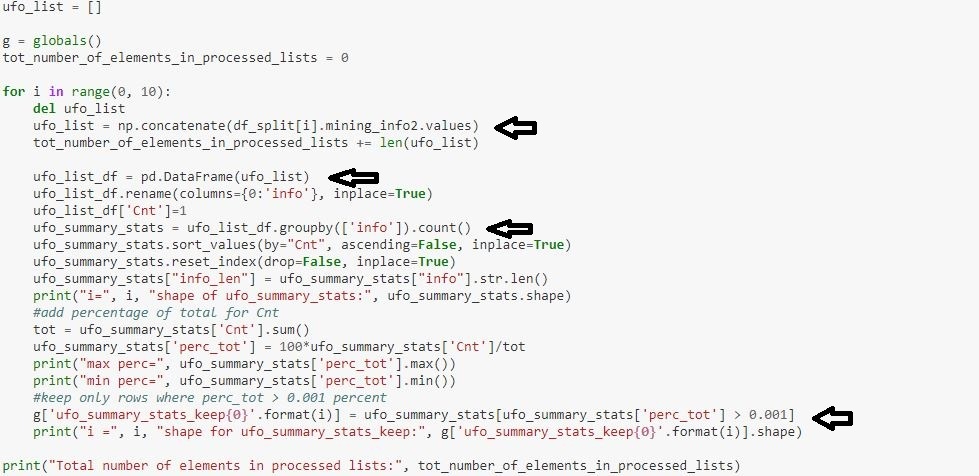 ufo_list = []
g = globals()
tot_number_of_elements_in_processed_lists = 0
for i in range(0, 10):
    del ufo_list
    ufo_list = np.concatenate(df_split[i].mining_info2.values)
    tot_number_of_elements_in_processed_lists += len(ufo_list)
    ufo_list_df = pd.DataFrame(ufo_list)
    ufo_list_df.rename(columns={0:'info'}, inplace=True)
    ufo_list_df['Cnt']=1
    ufo_summary_stats = ufo_list_df.groupby(['info']).count()
    ufo_summary_stats.sort_values(by="Cnt", ascending=False, inplace=True)
    ufo_summary_stats.reset_index(drop=False, inplace=True)
    ufo_summary_stats["info_len"] = ufo_summary_stats["info"].str.len()
    print("i=", i, "shape of ufo_summary_stats:", ufo_summary_stats.shape)
    #add percentage of total for Cnt
    tot = ufo_summary_stats['Cnt'].sum()
    ufo_summary_stats['perc_tot'] = 100*ufo_summary_stats['Cnt']/tot
    print("max perc=", ufo_summary_stats['perc_tot'].max())
    print("min perc=", ufo_summary_stats['perc_tot'].min())
    #keep only rows where perc_tot > 0.001 percent
    g['ufo_summary_stats_keep{0}'.format(i)] = ufo_summary_stats[ufo_summary_stats['perc_tot'] > 0.001]
    print("i =", i, "shape for ufo_summary_stats_keep:", g['ufo_summary_stats_keep{0}'.format(i)].shape)
print("Total number of elements in processed lists:", tot_number_of_elements_in_processed_lists)